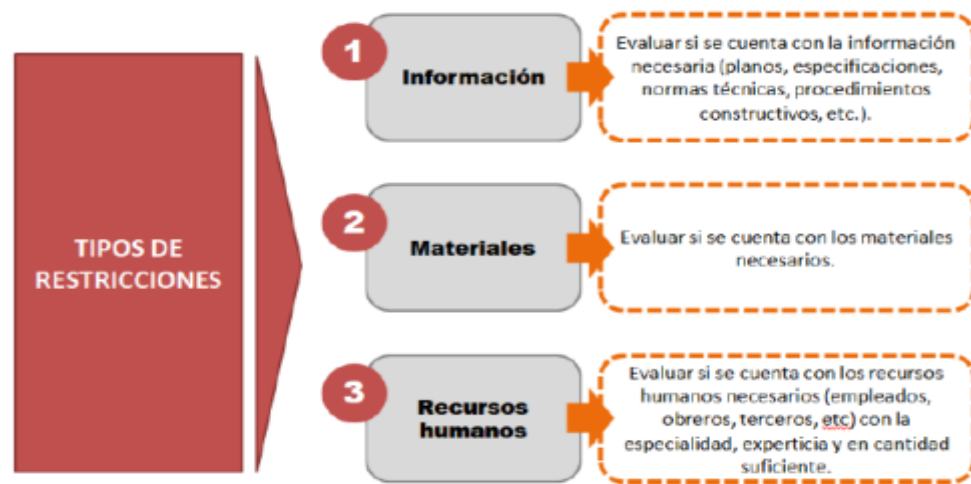 TIPOS DE
RESTRICCIONES
1
Información
Evaluar si se cuenta con la información
necesaria (planos, especificaciones,
normas técnicas, procedimientos
constructivos, etc.).
2
Materiales
Evaluar si se cuenta con los materiales
necesarios.
3
Recursos
humanos
Evaluar si se cuenta con los recursos
humanos necesarios (empleados,
obreros, terceros, etc) con la
especialidad, experticia y en cantidad
suficiente.